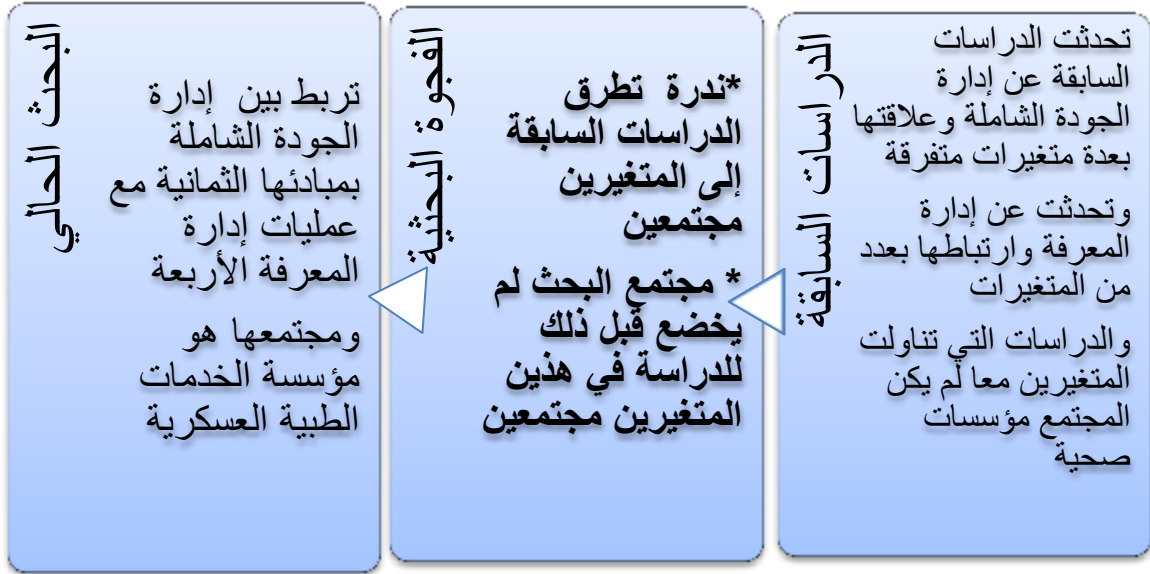 الدراسات السابقة
تحدثت الدراسات
السابقة عن إدارة
الجودة الشاملة وعلاقتها
بعدة متغيرات متفرقة
وتحدثت عن إدارة
المعرفة وارتباطها بعدد
من المتغيرات
والدراسات التي تناولت
المتغيرين معا لم يكن
المجتمع مؤسسات
صحية
الفجوة البحثية
*ندرة تطرق
الدراسات السابقة
إلى المتغيرين
مجتمعين
* مجتمع البحث لم
يخضع قبل ذلك
للدراسة في هذين
المتغيرين مجتمعين
البحث الحالي
تربط بين إدارة
الجودة الشاملة
بمبادئها الثمانية مع
عمليات إدارة
المعرفة الأربعة
ومجتمعها هو
مؤسسة الخدمات
الطبية العسكرية